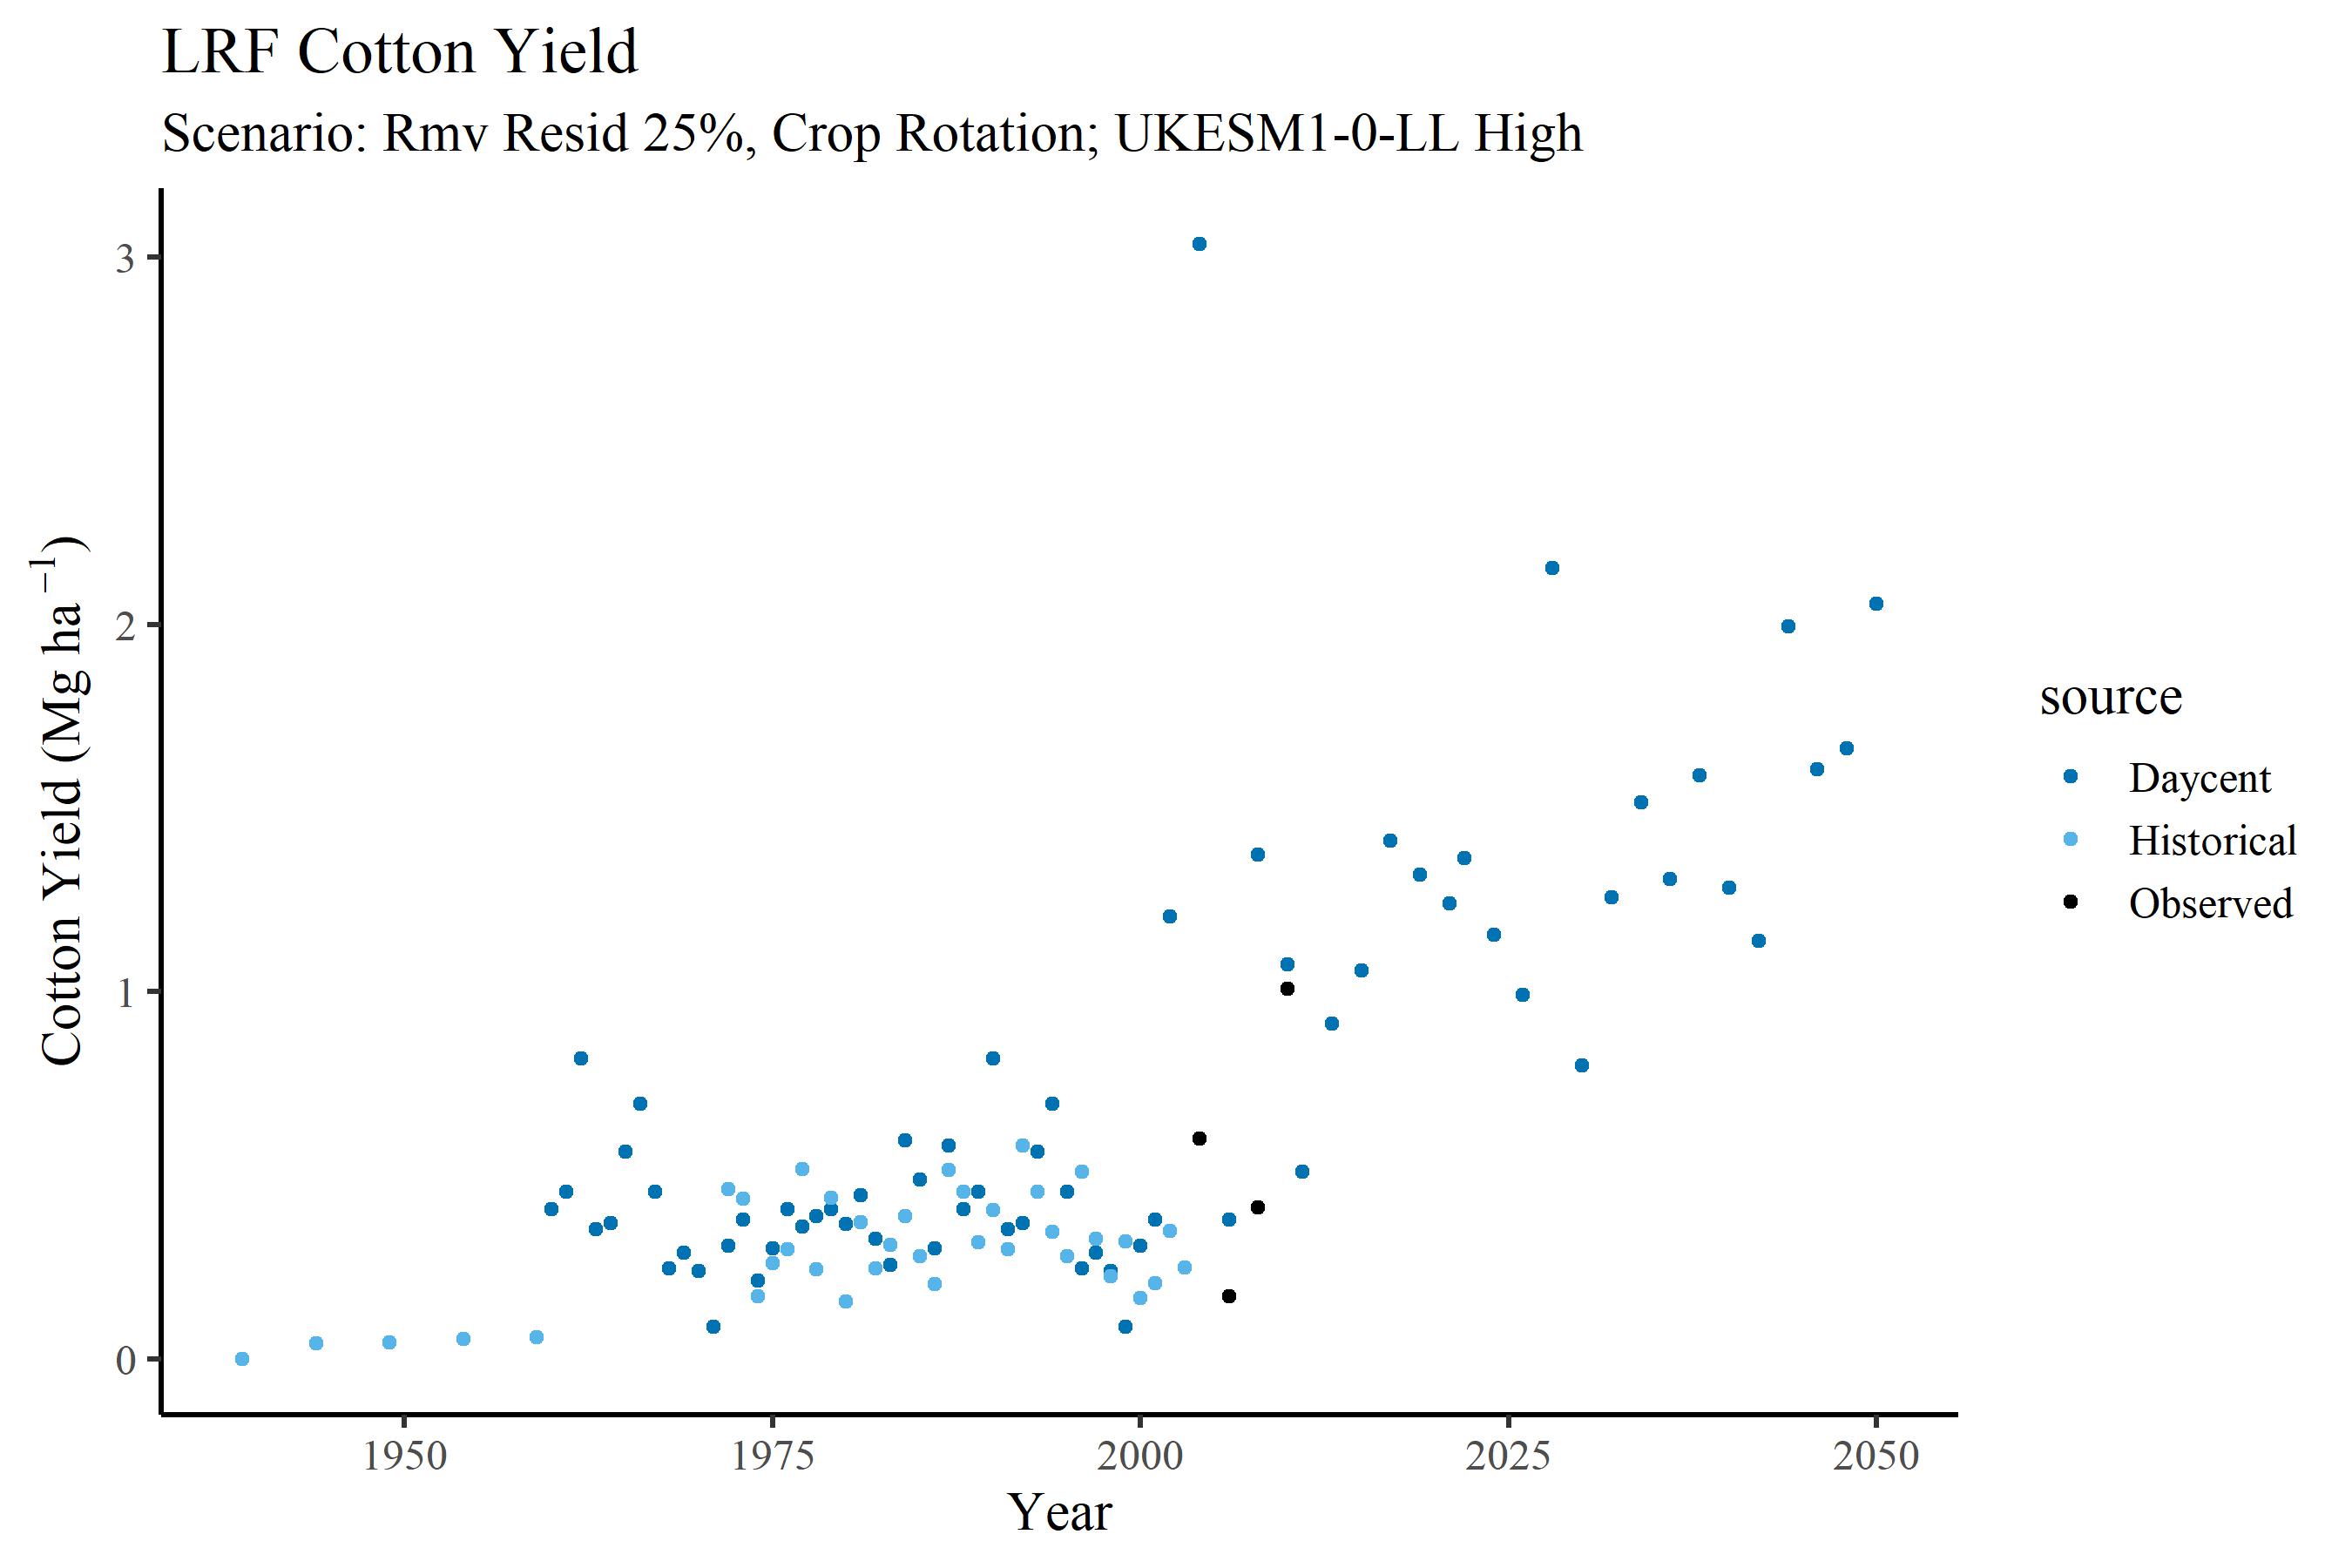 LRF Cotton Yield
Scenario: Rmv Resid 25%, Crop Rotation; UKESM1-0-LL High
Cotton Yield (Mg ha⁻¹)
3
2
1
0
1950
1975
2000
2025
2050
Year
source
Daycent
Historical
Observed